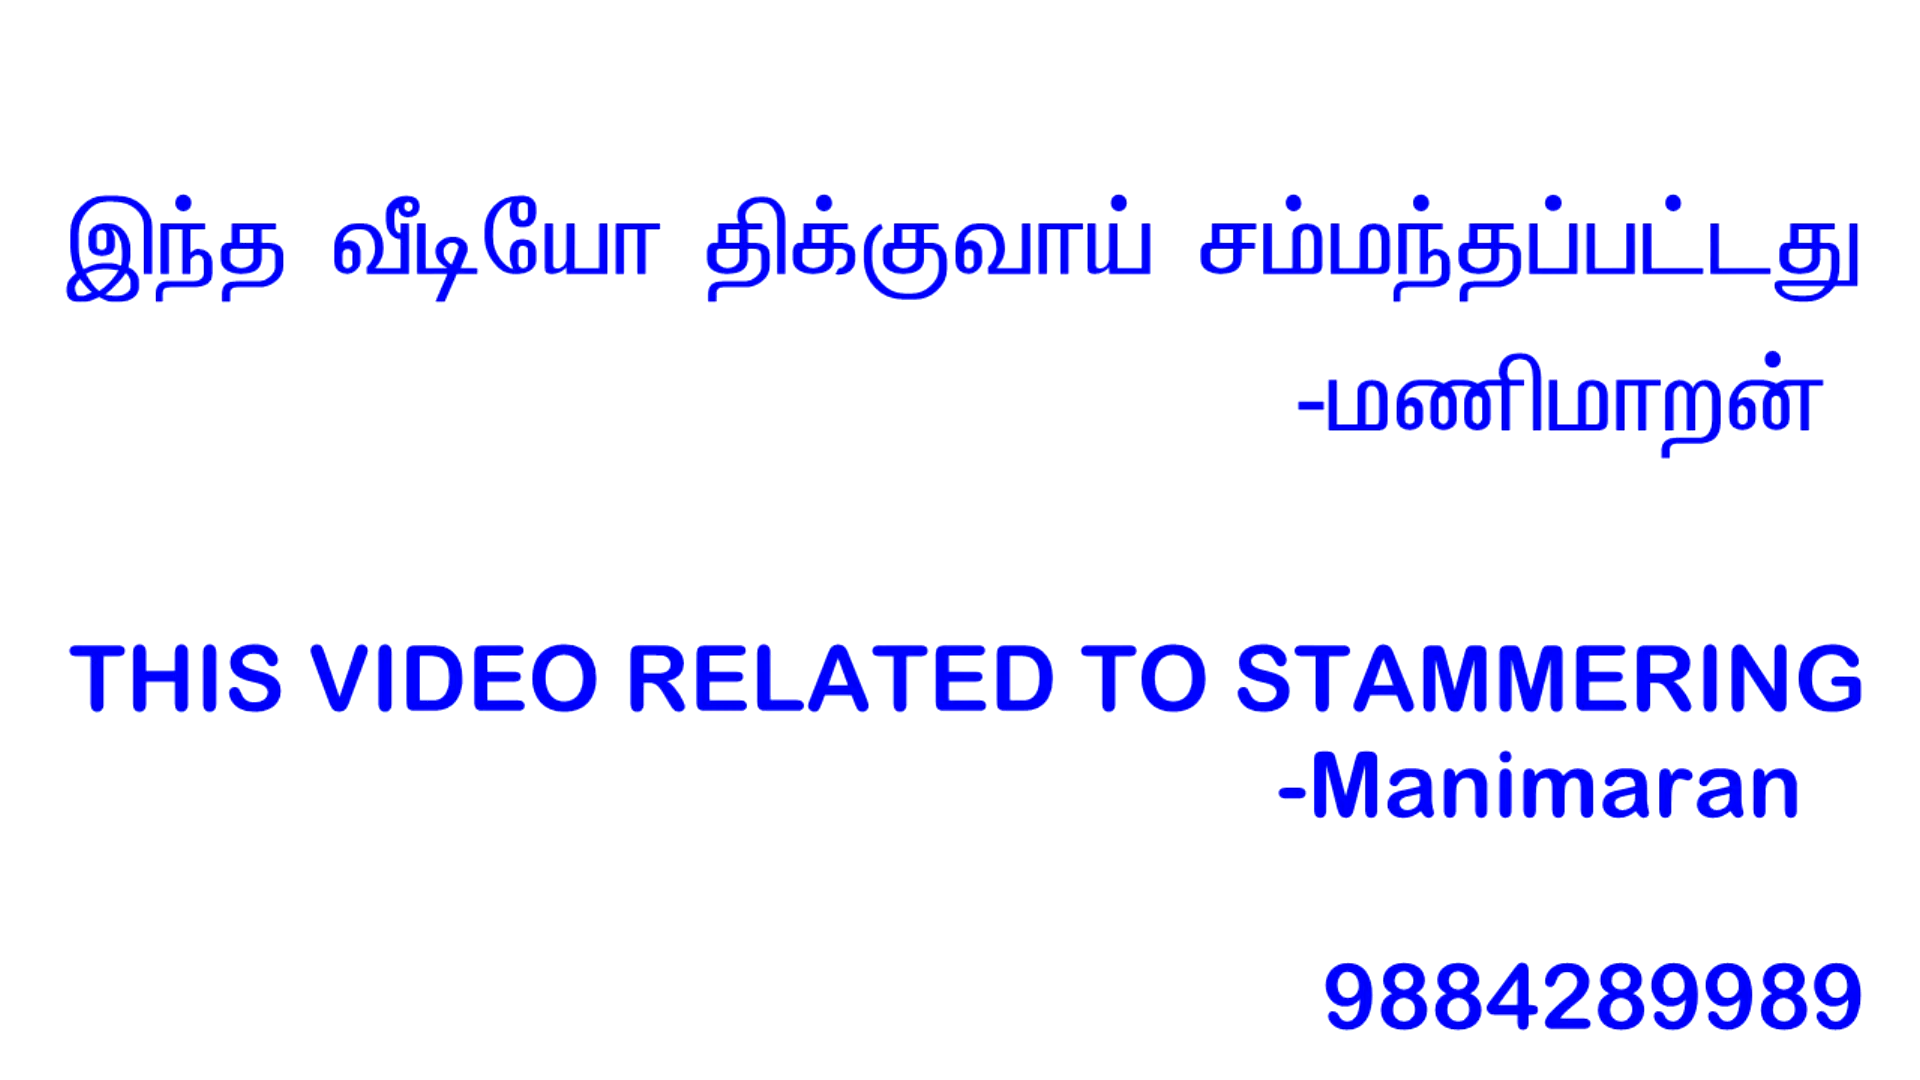 இந்த வீடியோ திக்குவாய் சம்மந்தப்பட்டது
-மணிமாறன்
THIS VIDEO RELATED TO STAMMERING
-Manimaran
9884289989